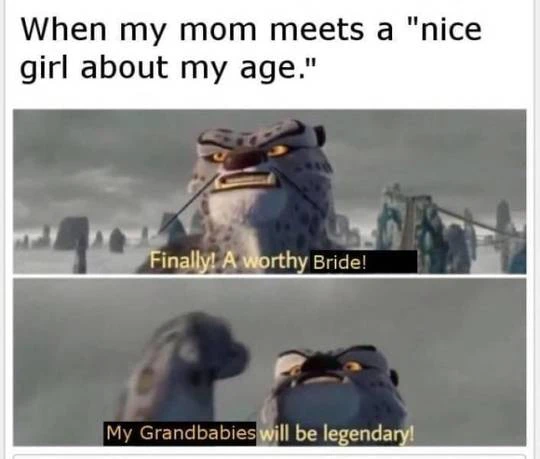 When my mom meets a "nice
girl about my age."
Finally! A worthy Bride!
My Grandbabies will be legendary!